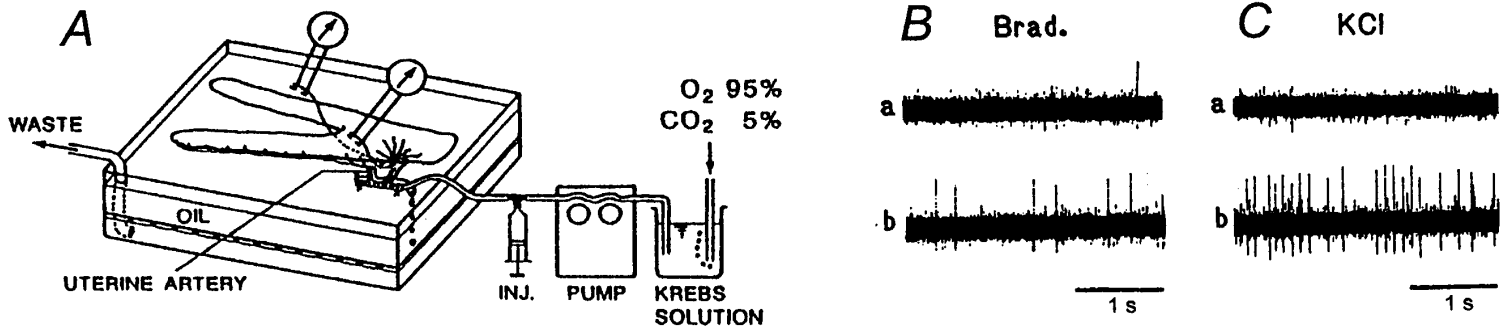 A
O2 95%
CO2 5%
WASTE
OIL
UTERINE ARTERY
INJ.
PUMP
KREBS
SOLUTION
B Brad.
a
b
1 s
C KCl
a
b
1 s